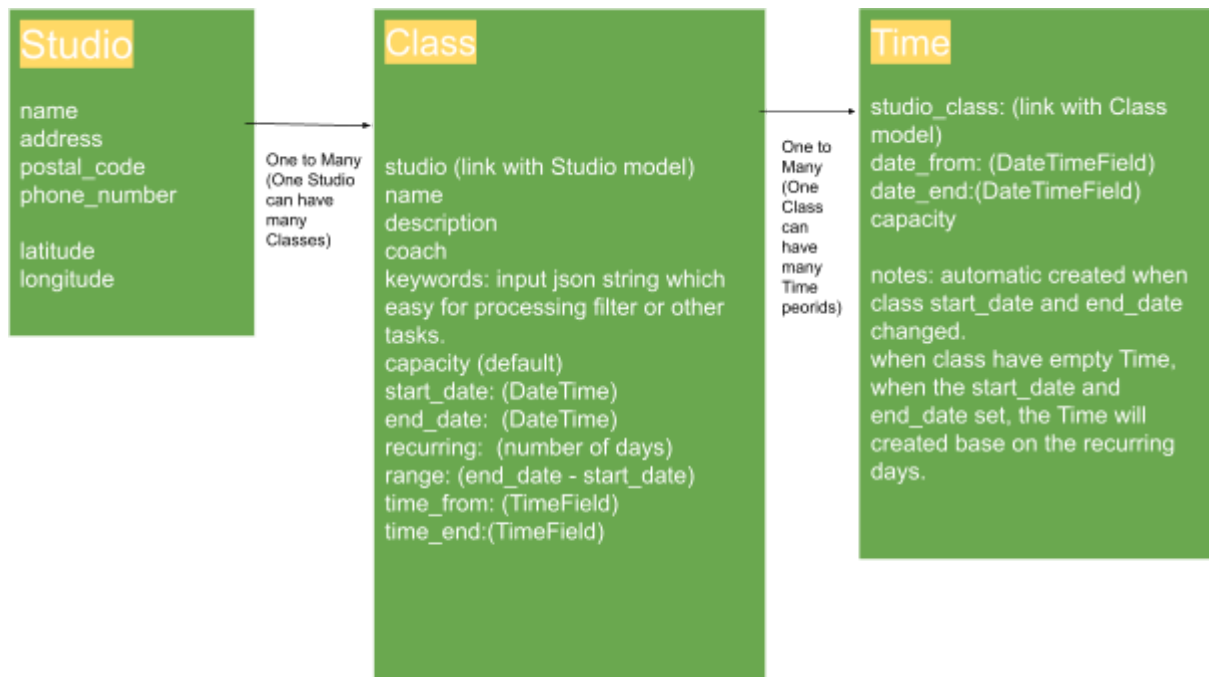 Studio
name
address
postal_code
phone_number
latitude
longitude
One to Many
(One Studio
can have
many
Classes)
Class
studio (link with Studio model)
name
description
coach
keywords: input json string which
easy for processing filter or other
tasks.
capacity (default)
start_date: (DateTime)
end_date:  (DateTime)
recurring:  (number of days)
range: (end_date - start_date)
time_from: (TimeField)
time_end:(TimeField)
One to
Many
(One
Class
can
have
many
Time
peorids)
Time
studio_class: (link with Class
model)
date_from: (DateTimeField)
date_end:(DateTimeField)
capacity
notes: automatic created when
class start_date and end_date
changed.
when class have empty Time,
when the start_date and
end_date set, the Time will
created base on the recurring
days.